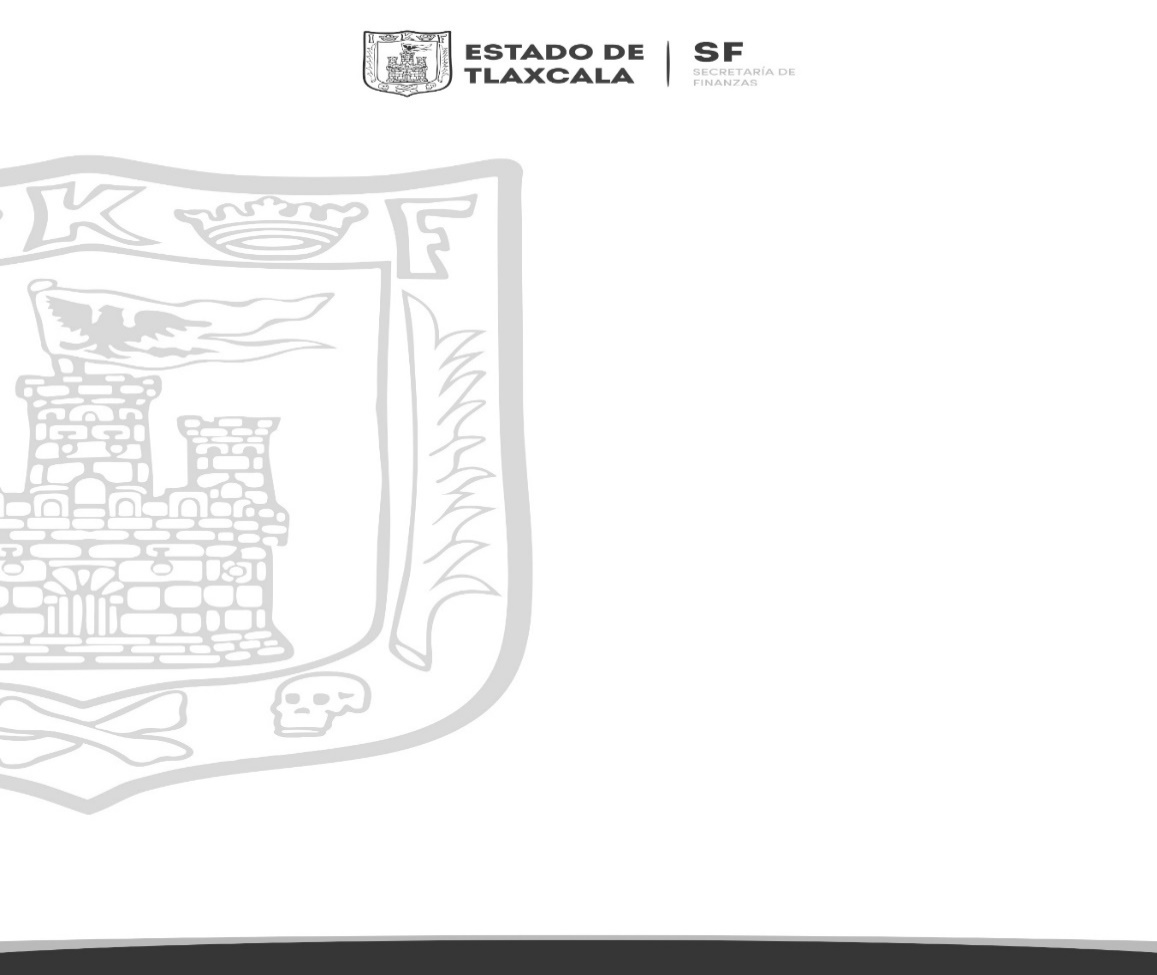 ESTADO DE
TLAXCALA
SF
SECRETARÍA DE
FINANZAS
K F